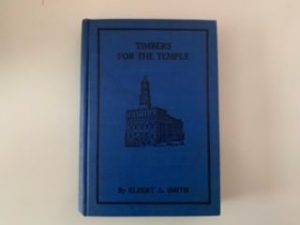 TIMBERS
FOR THE TEMPLE
By ELBERT A. SMITH